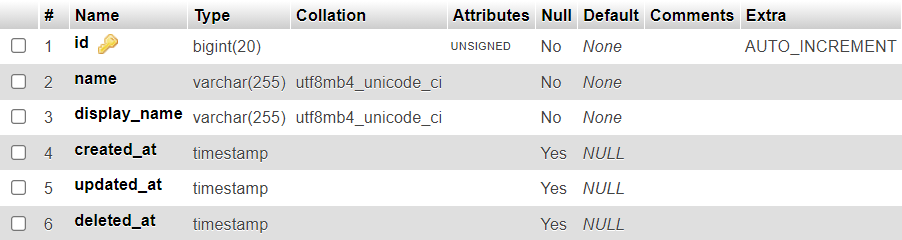 # Name Type Collation Attributes Null Default Comments Extra
1 id bigint(20) UNSIGNED No None AUTO_INCREMENT
2 name varchar(255) utf8mb4_unicode_ci No None
3 display_name varchar(255) utf8mb4_unicode_ci No None
4 created_at timestamp Yes NULL
5 updated_at timestamp Yes NULL
6 deleted_at timestamp Yes NULL